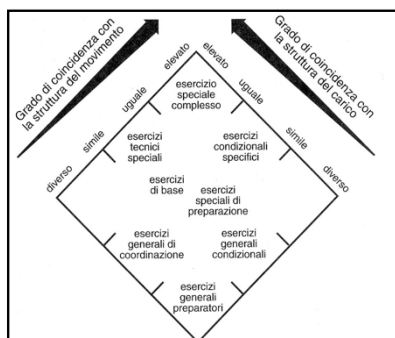 Grado di coincidenza con
la struttura del movimento
Grado di coincidenza con
la struttura del carico
elevato
elevato
uguale
uguale
simile
simile
diverso
diverso
esercizio
speciale
complesso
esercizi
tecnici
speciali
esercizi
condizionali
specifici
esercizi
di base
esercizi
speciali di
preparazione
esercizi
generali di
coordinazione
esercizi
generali
condizionali
esercizi
generali
preparatori